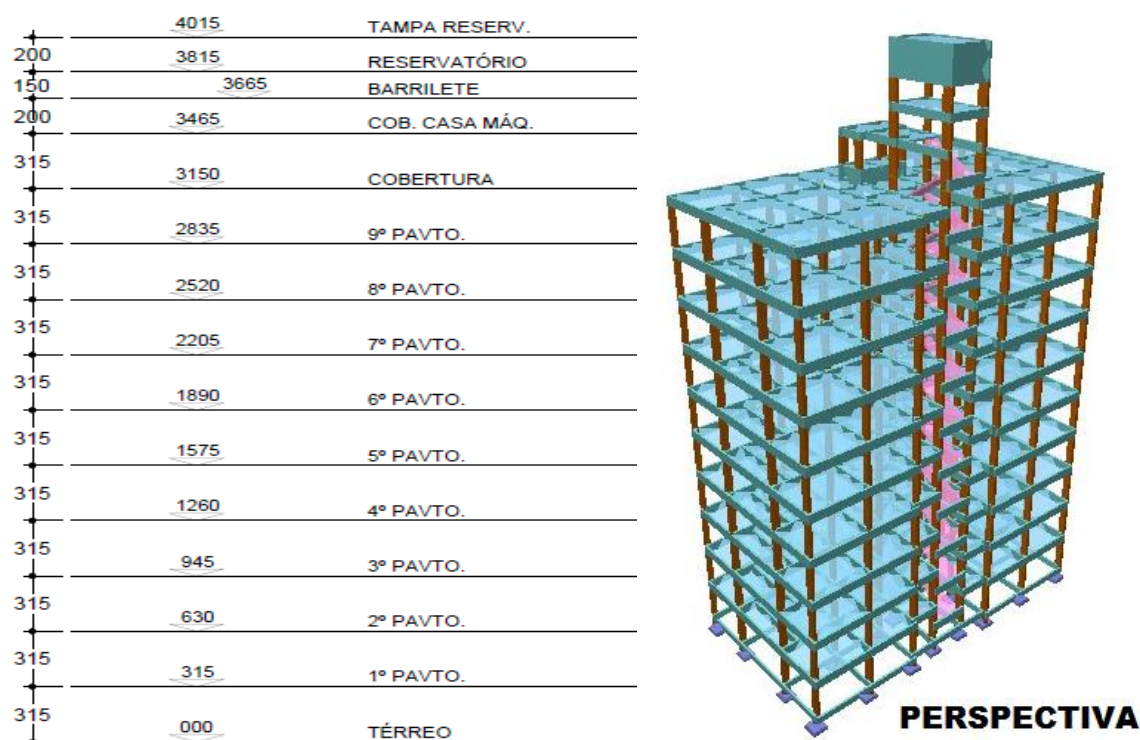 4015 TAMPA RESERV.
200 3815 RESERVATÓRIO
150 3665 BARRILETE
200 3465 COB. CASA MÁQ.
315
3150 COBERTURA
315
2835 9º PAVTO.
315
2520 8º PAVTO.
315
2205 7º PAVTO.
315
1890 6º PAVTO.
315
1575 5º PAVTO.
315
1260 4º PAVTO.
315
945 3º PAVTO.
315
630 2º PAVTO.
315
315 1º PAVTO.
315
000 TÉRREO
PERSPECTIVA